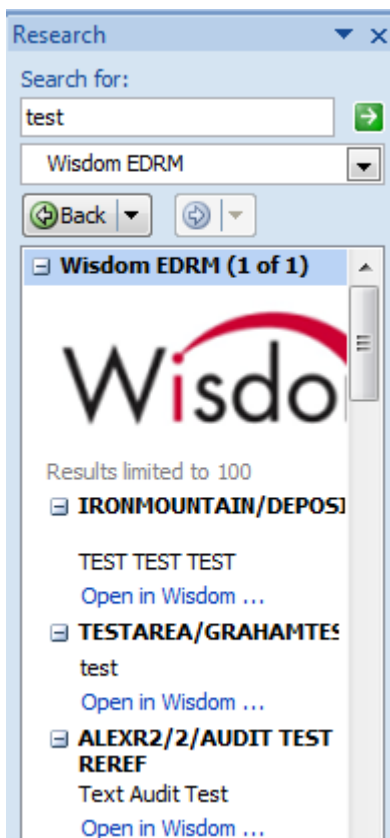 Research
Search for:
test
Wisdom EDRM
Back
Wisdom EDRM (1 of 1)
Wisdo
Results limited to 100
IRONMOUNTAIN/DEPOSI
TEST TEST TEST
Open in Wisdom ...
TESTAREA/GRAHAMTES
test
Open in Wisdom ...
ALEXR2/2/AUDIT TEST
REREF
Text Audit Test
Open in Wisdom ...